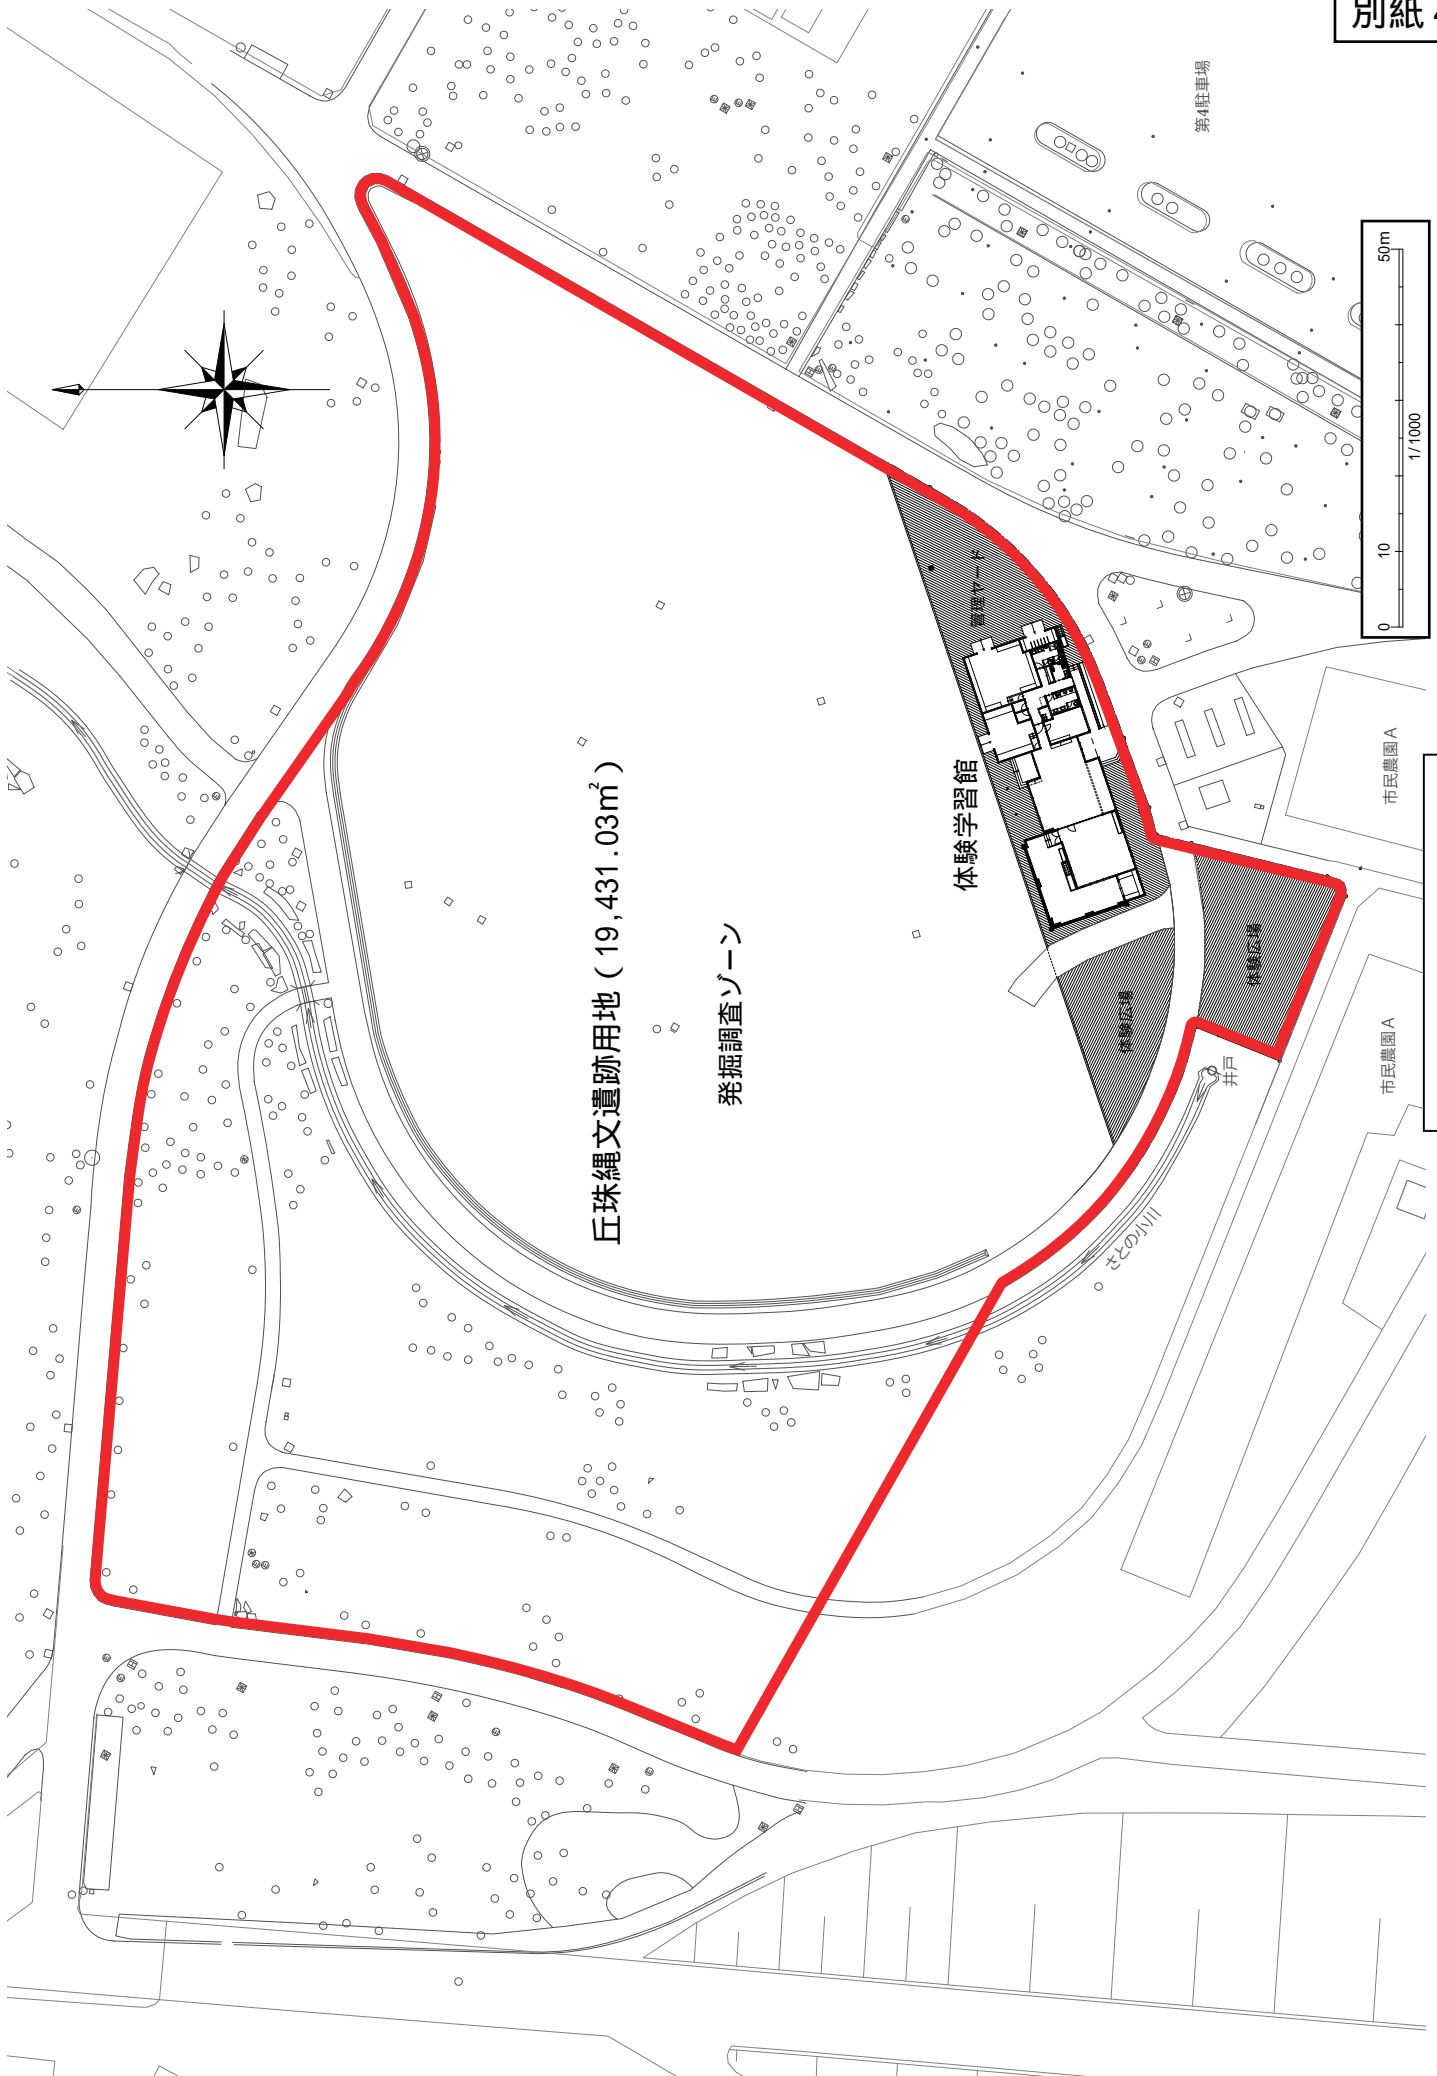 別紙
第4駐車場
50m
10
0
1/1000
管理ヤード
体験学習館
丘珠縄文遺跡用地（19,431.03㎡）
発掘調査ゾーン
体験広場
体験広場
市民農園A
市民農園A
井戸
さとの小川